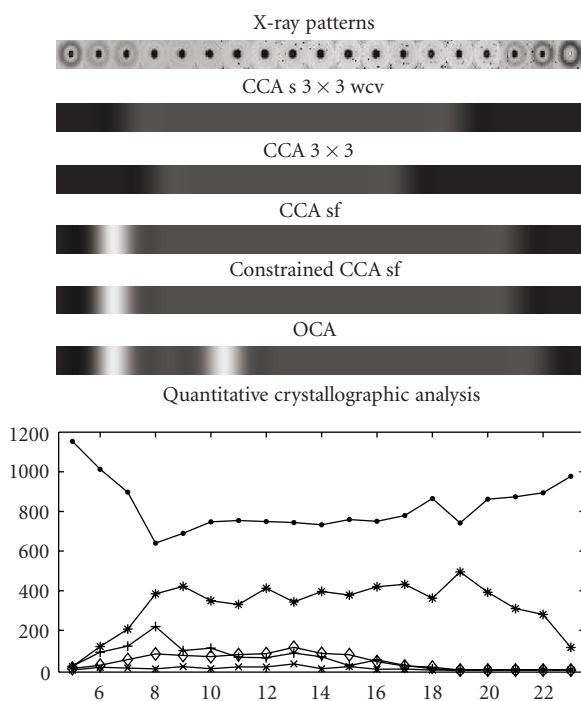 X-ray patterns
CCA s 3 × 3 wcv
CCA 3 × 3
CCA sf
Constrained CCA sf
OCA
Quantitative crystallographic analysis
1200
1000
800
600
400
200
0
6 8 10 12 14 16 18 20 22